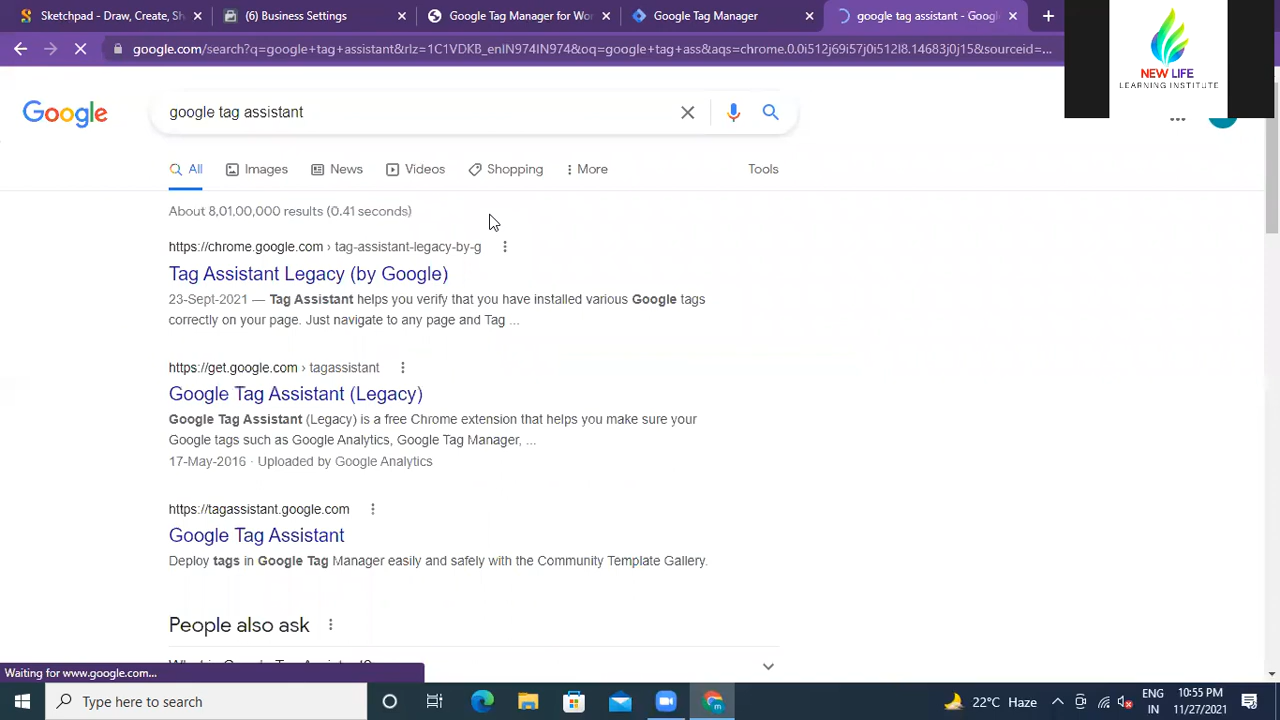 Sketchpad - Draw, Create, Sh
(6) Business Settings
Google Tag Manager for Wo
Google Tag Manager
google tag assistant - Goog
google.com/search?q=google+tag+assistant&rlz=1C1VDKB_enIN974IN974&oq=google+tag+ass&aqs=chrome.0.0i512j69i57j0i512l8.14683j0j15&sourceid=...
NEW LIFE
LEARNING INSTITUTE
Google
google tag assistant
All
Images
News
Videos
Shopping
More
Tools
About 8,01,00,000 results (0.41 seconds)
https://chrome.google.com › tag-assistant-legacy-by-g
Tag Assistant Legacy (by Google)
23-Sept-2021 — Tag Assistant helps you verify that you have installed various Google tags
correctly on your page. Just navigate to any page and Tag ...
https://get.google.com › tagassistant
Google Tag Assistant (Legacy)
Google Tag Assistant (Legacy) is a free Chrome extension that helps you make sure your
Google tags such as Google Analytics, Google Tag Manager, ...
17-May-2016 · Uploaded by Google Analytics
https://tagassistant.google.com
Google Tag Assistant
Deploy tags in Google Tag Manager easily and safely with the Community Template Gallery.
People also ask
What is Google Tag Assistant?
Waiting for www.google.com...
Type here to search
22°C Haze
ENG
IN
10:55 PM
11/27/2021